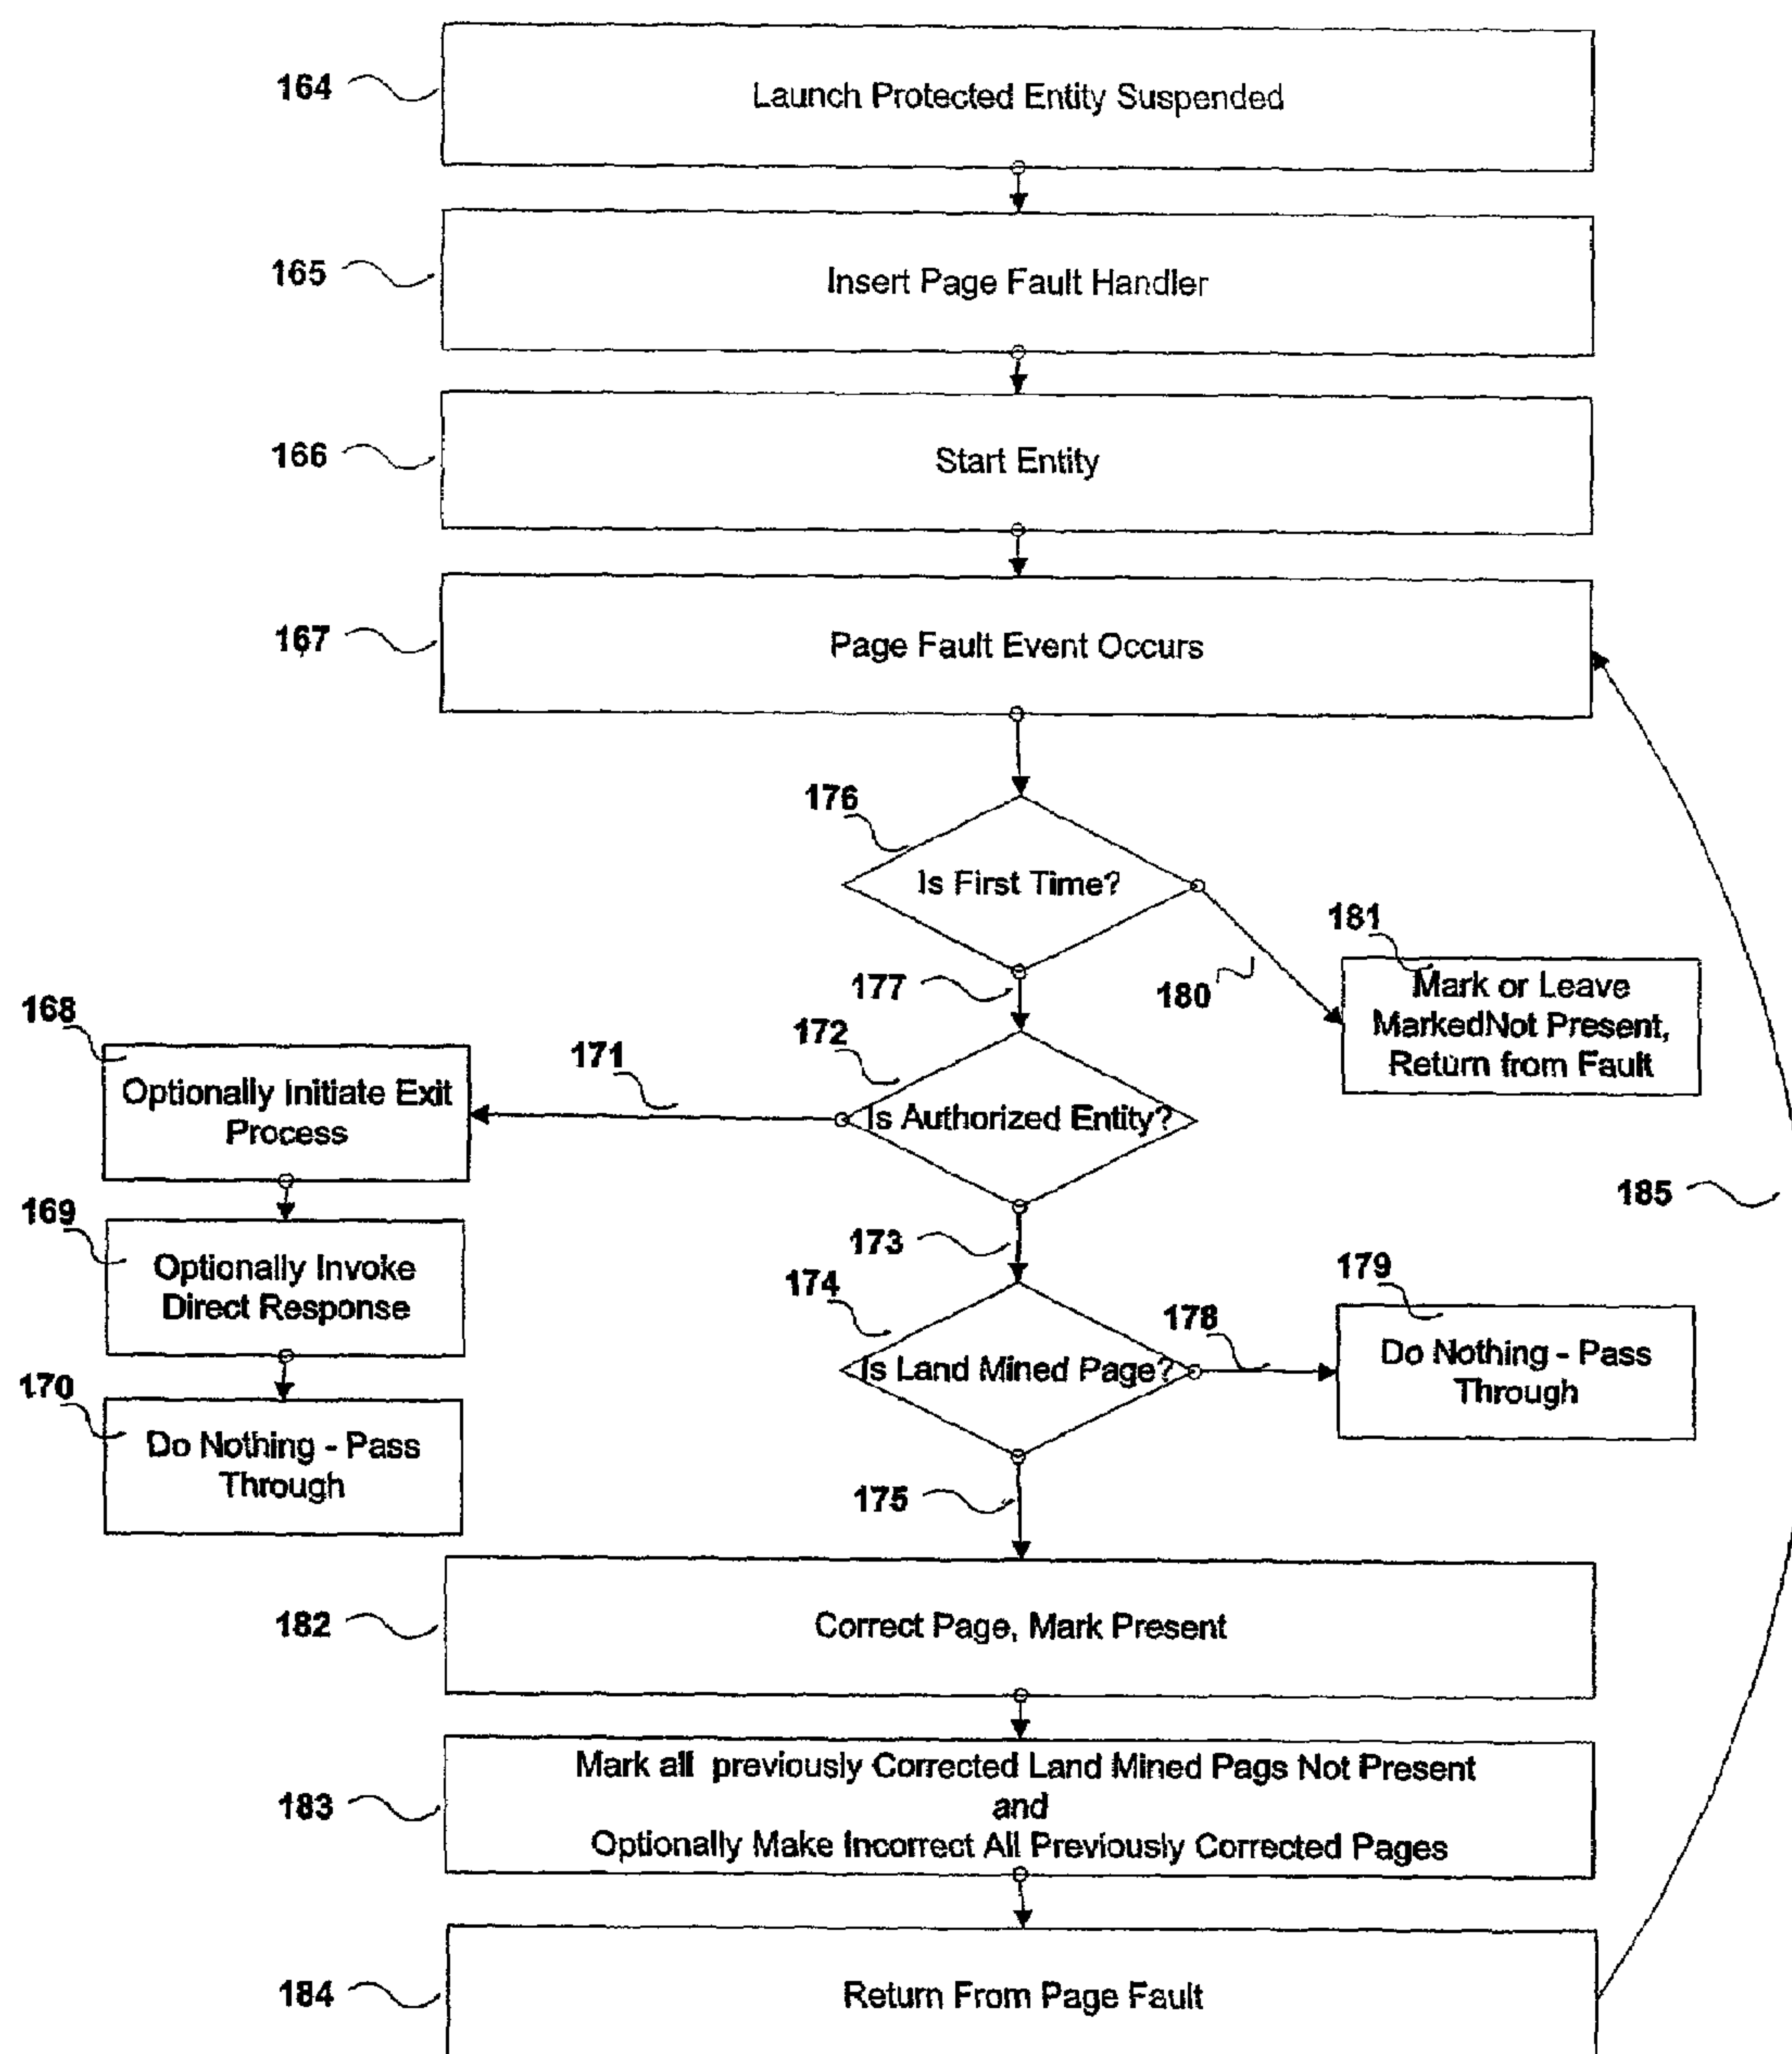 164
Launch Protected Entity Suspended
165
Insert Page Fault Handler
166
Start Entity
167
Page Fault Event Occurs
176
Is First Time?
181
Mark or Leave
MarkedNot Present,
Return from Fault
177
180
168
Optionally Initiate Exit
Process
171
172
Is Authorized Entity?
185
169
Optionally Invoke
Direct Response
173
174
Is Land Mined Page?
178
179
Do Nothing - Pass
Through
170
Do Nothing - Pass
Through
175
182
Correct Page, Mark Present
183
Mark all previously Corrected Land Mined Pags Not Present
and
Optionally Make Incorrect All Previously Corrected Pages
184
Return From Page Fault